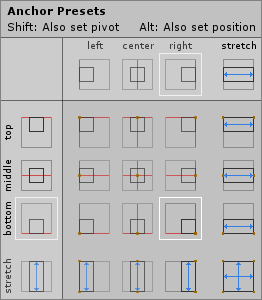 Anchor Presets
Shift: Also set pivot Alt: Also set position
left center right stretch
top
middle
bottom
stretch